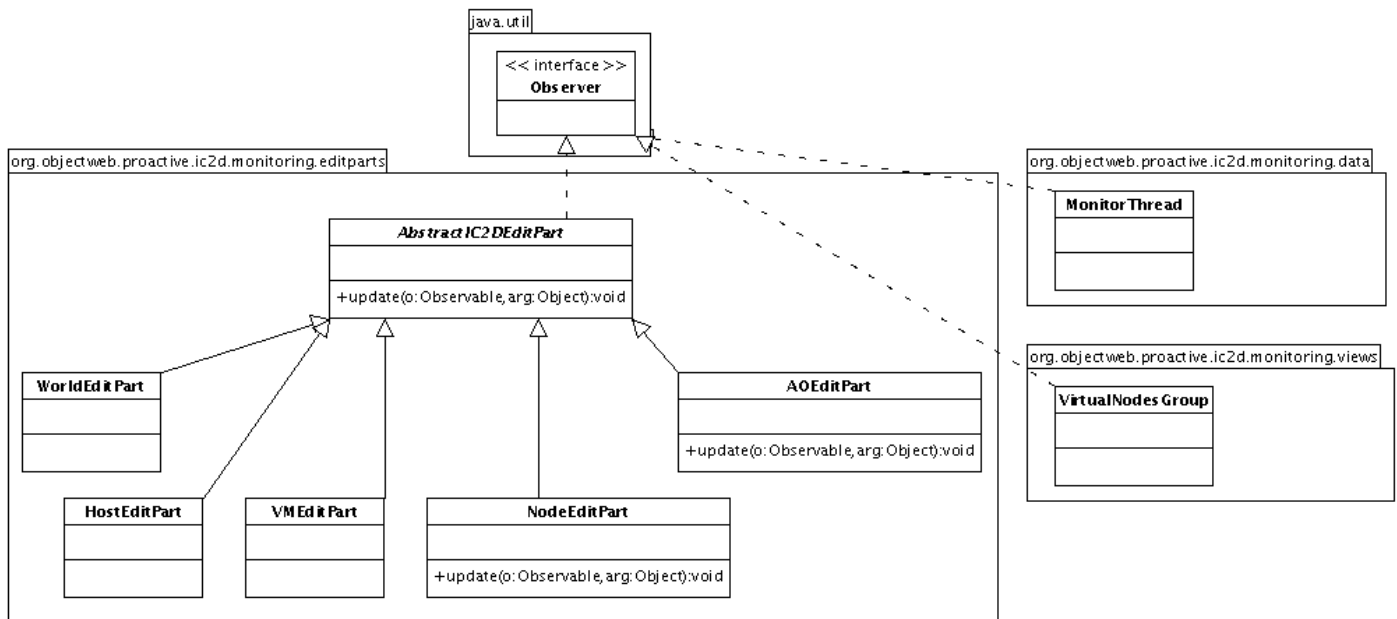 java.util
<< interface >>
Observer
org.objectweb.proactive.ic2d.monitoring.editparts
org.objectweb.proactive.ic2d.monitoring.data
MonitorThread
AbstractIC2DEditPart
+update(o:Observable,arg:Object):void
org.objectweb.proactive.ic2d.monitoring.views
VirtualNodesGroup
WorldEditPart
AOEditPart
+update(o:Observable,arg:Object):void
HostEditPart
VMEditPart
NodeEditPart
+update(o:Observable,arg:Object):void